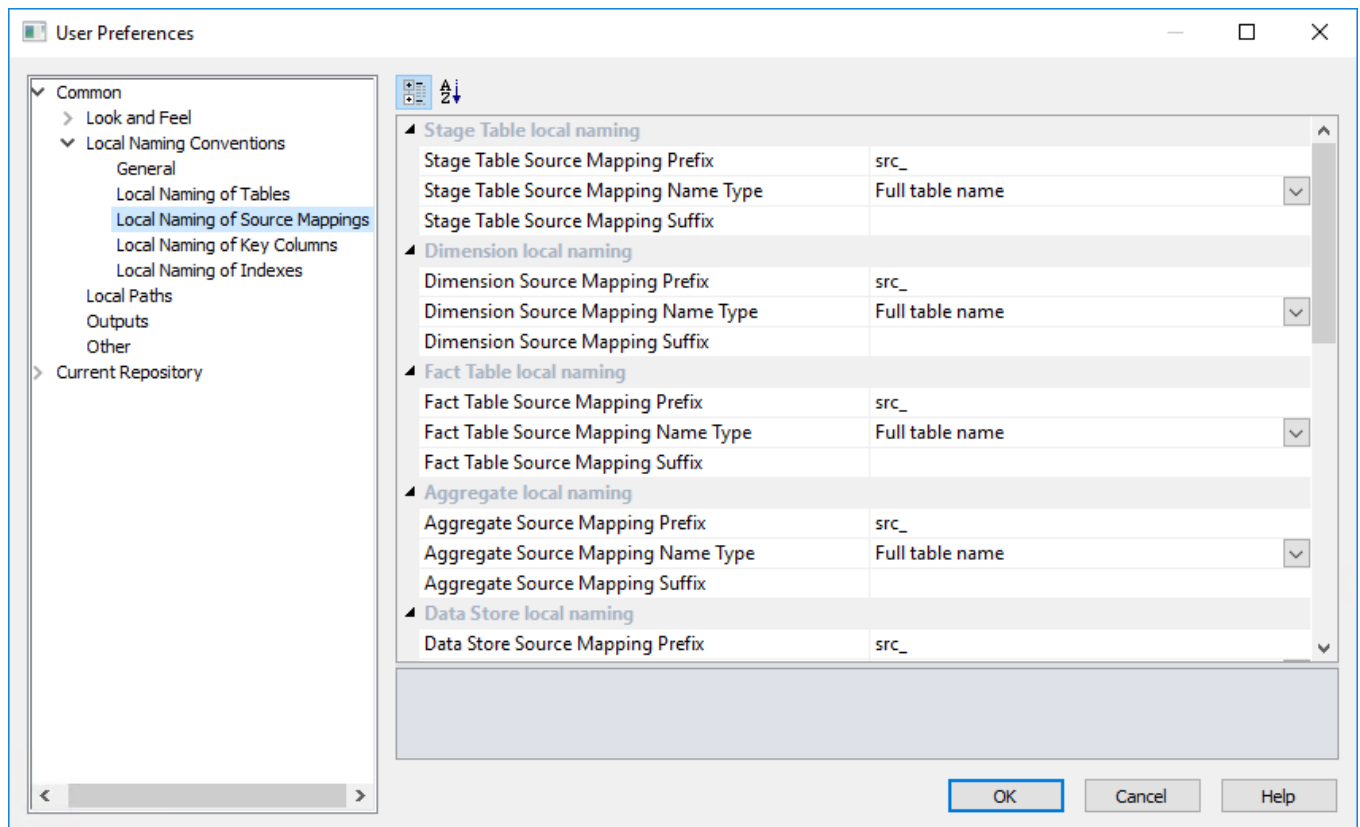 User Preferences
Common
Look and Feel
Local Naming Conventions
General
Local Naming of Tables
Local Naming of Source Mappings
Local Naming of Key Columns
Local Naming of Indexes
Local Paths
Outputs
Other
Current Repository
Stage Table local naming
Stage Table Source Mapping Prefix src_
Stage Table Source Mapping Name Type Full table name
Stage Table Source Mapping Suffix
Dimension local naming
Dimension Source Mapping Prefix src_
Dimension Source Mapping Name Type Full table name
Dimension Source Mapping Suffix
Fact Table local naming
Fact Table Source Mapping Prefix src_
Fact Table Source Mapping Name Type Full table name
Fact Table Source Mapping Suffix
Aggregate local naming
Aggregate Source Mapping Prefix src_
Aggregate Source Mapping Name Type Full table name
Aggregate Source Mapping Suffix
Data Store local naming
Data Store Source Mapping Prefix src_
OK Cancel Help